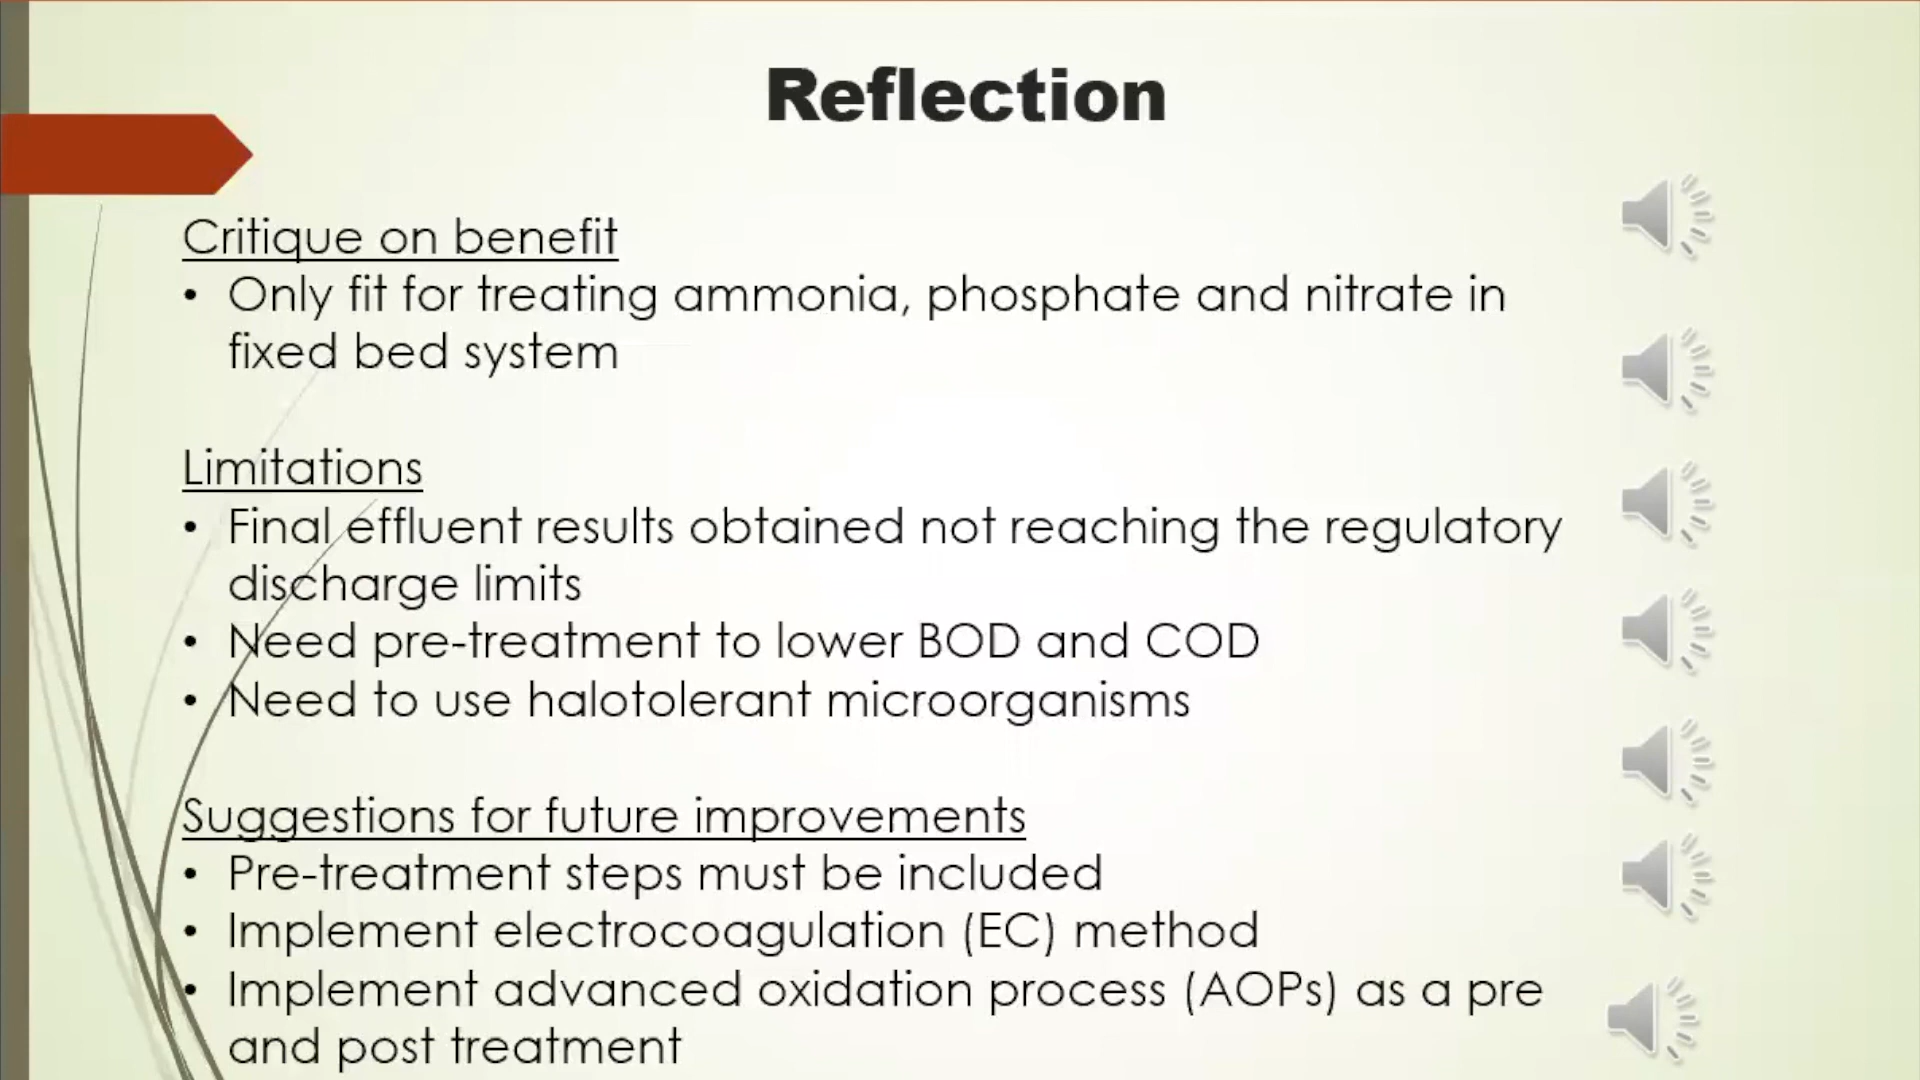 Reflection
Critique on benefit
• Only fit for treating ammonia, phosphate and nitrate in
fixed bed system
Limitations
• Final effluent results obtained not reaching the regulatory
discharge limits
• Need pre-treatment to lower BOD and COD
• Need to use halotolerant microorganisms
Suggestions for future improvements
• Pre-treatment steps must be included
• Implement electrocoagulation (EC) method
• Implement advanced oxidation process (AOPs) as a pre
and post treatment